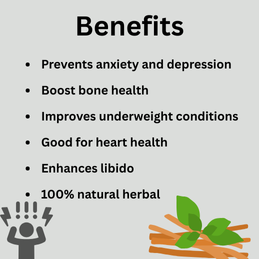 Benefits
• Prevents anxiety and depression
• Boost bone health
• Improves underweight conditions
• Good for heart health
• Enhances libido
• 100% natural herbal